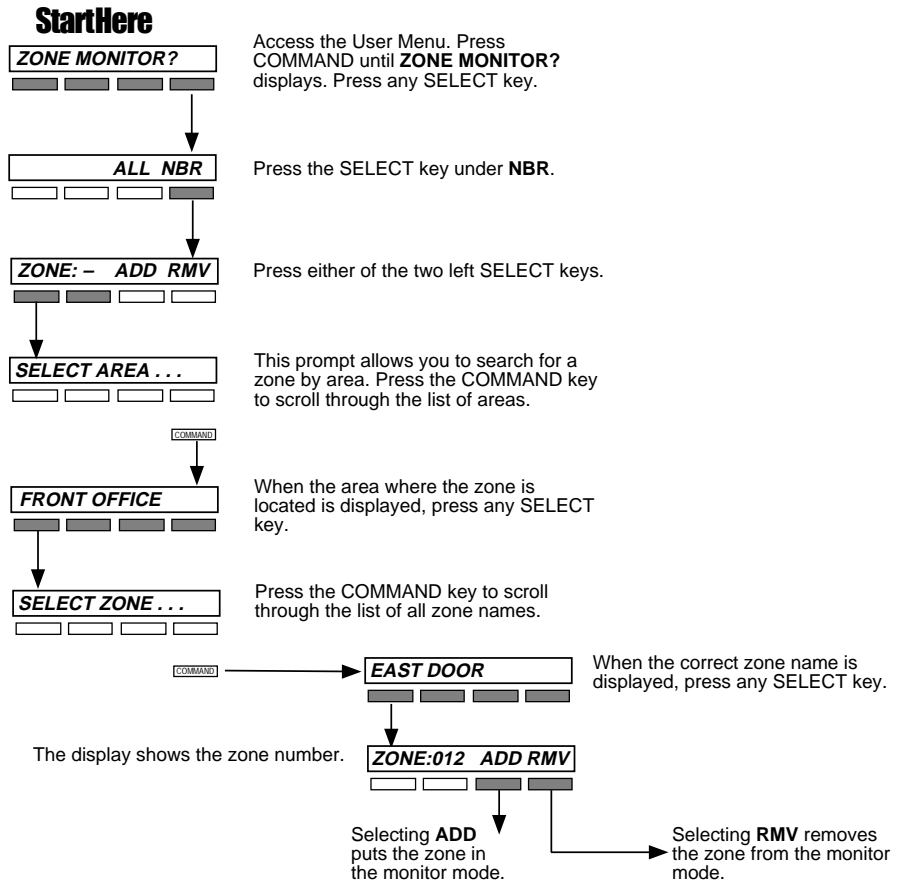 StartHere
ZONE MONITOR?
Access the User Menu. Press
COMMAND until ZONE MONITOR?
displays. Press any SELECT key.
ALL NBR
Press the SELECT key under NBR.
ZONE: – ADD RMV
Press either of the two left SELECT keys.
SELECT AREA . . .
This prompt allows you to search for a
zone by area. Press the COMMAND key
to scroll through the list of areas.
COMMAND
FRONT OFFICE
When the area where the zone is
located is displayed, press any SELECT
key.
SELECT ZONE . . .
Press the COMMAND key to scroll
through the list of all zone names.
COMMAND
EAST DOOR
When the correct zone name is
displayed, press any SELECT key.
The display shows the zone number.
ZONE:012 ADD RMV
Selecting ADD
puts the zone in
the monitor mode.
Selecting RMV removes
the zone from the monitor
mode.